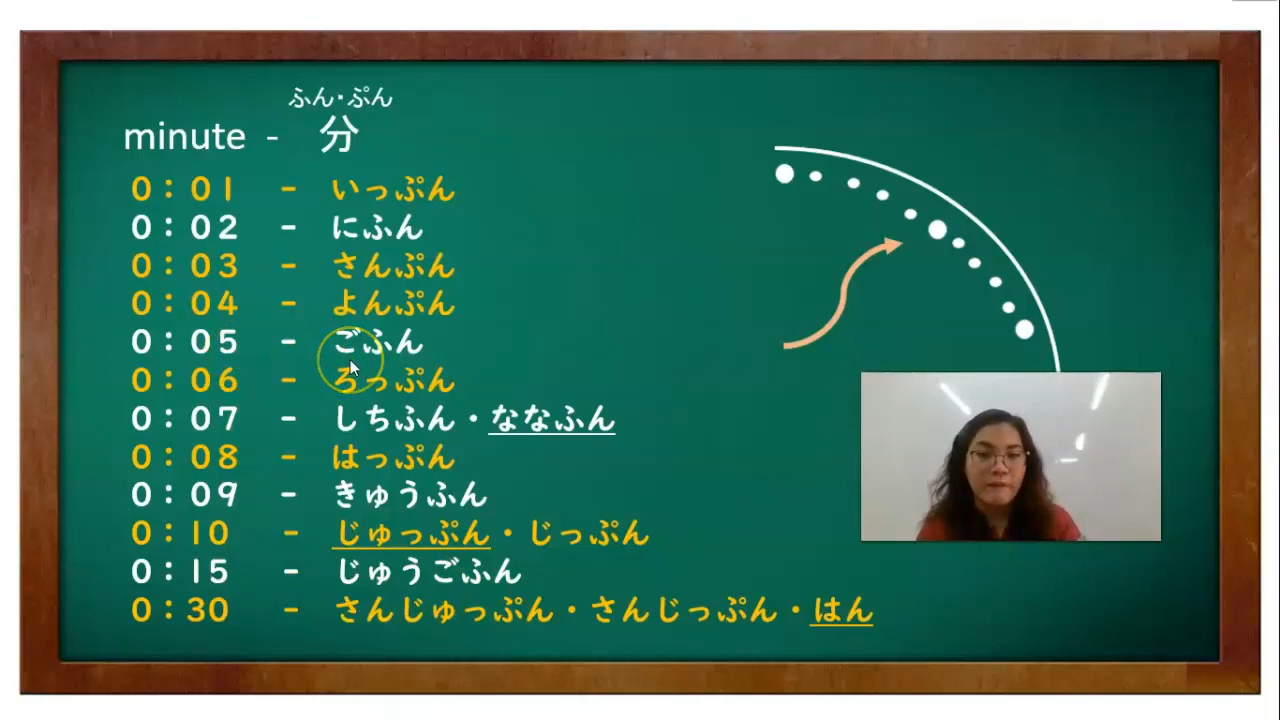 ふん・ぷん
minute - 分
0:01 - いっぷん
0:02 - にふん
0:03 - さんぷん
0:04 - よんぷん
0:05 - ごふん
0:06 - ろっぷん
0:07 - しちふん・ななふん
0:08 - はっぷん
0:09 - きゅうふん
0:10 - じゅっぷん・じっぷん
0:15 - じゅうごふん
0:30 - さんじゅっぷん・さんじっぷん・はん